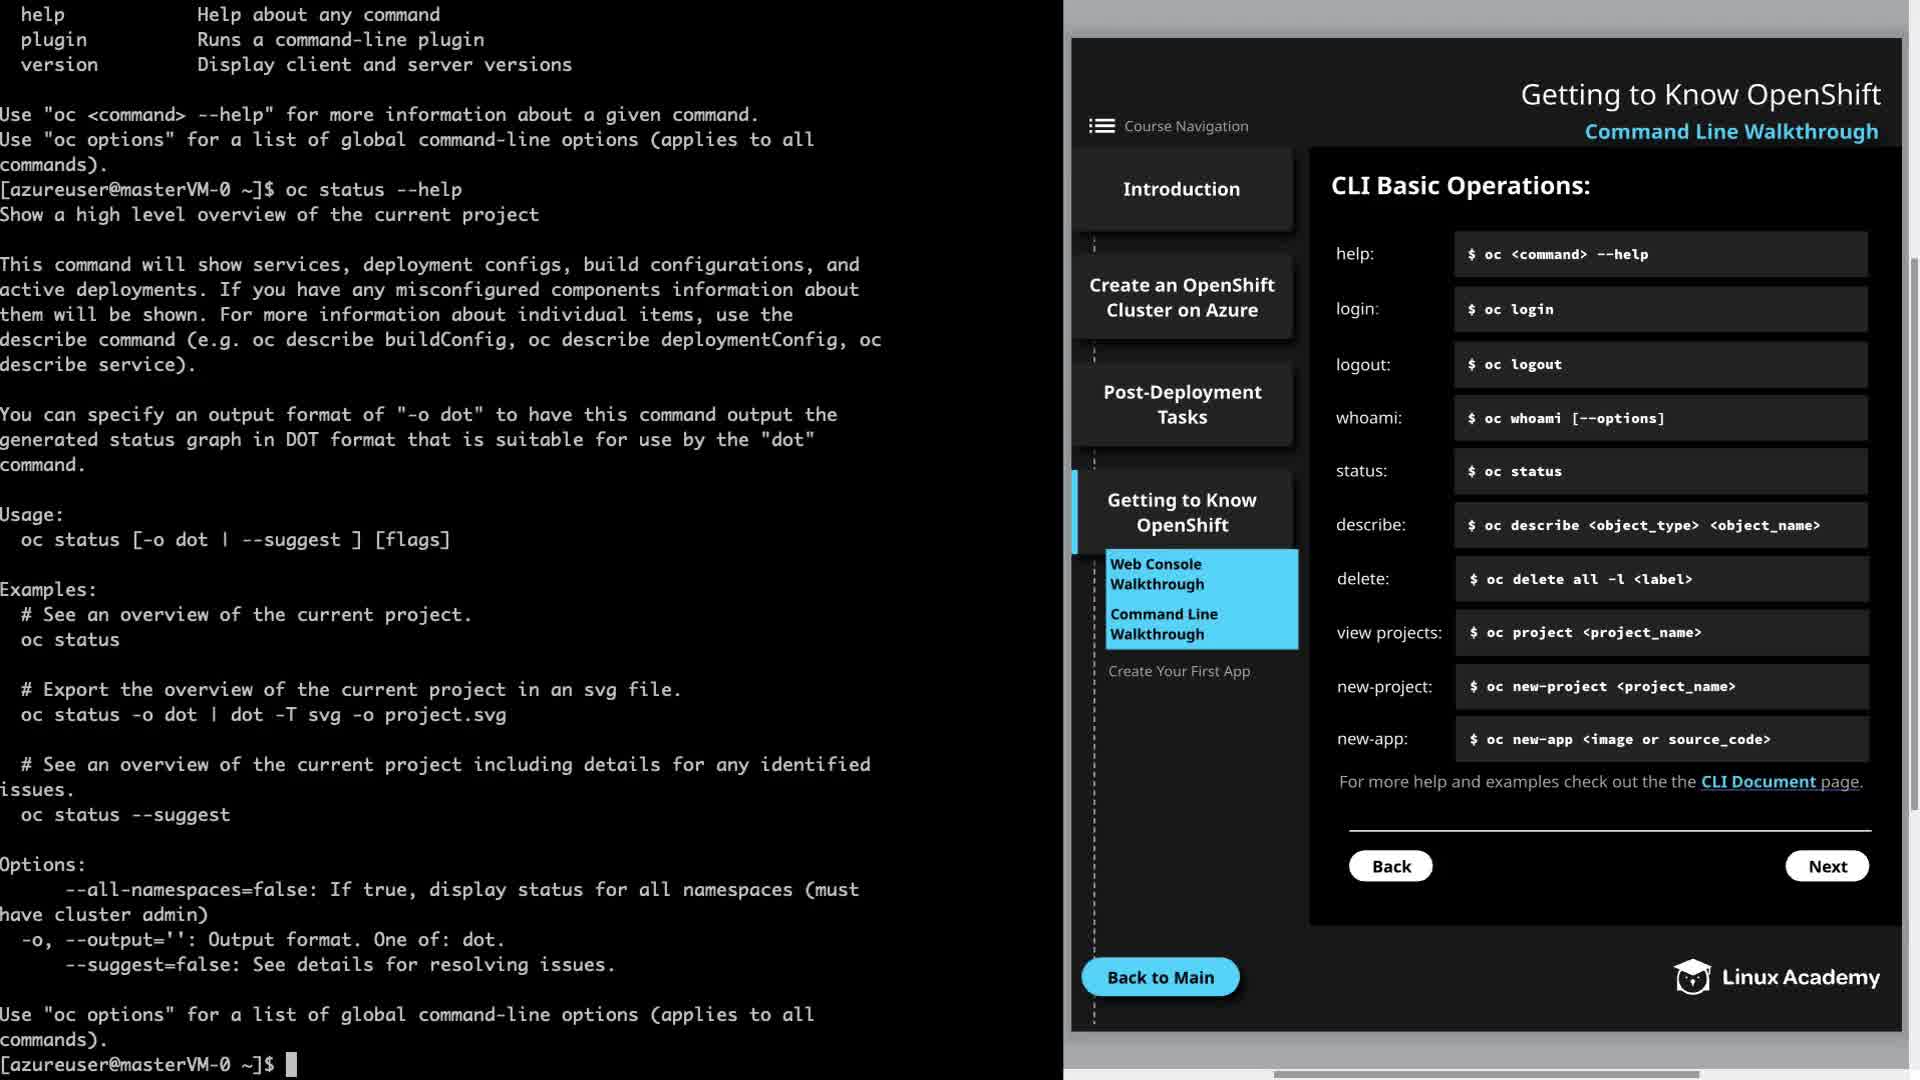 help            Help about any command
  plugin          Runs a command-line plugin
  version         Display client and server versions
Use "oc <command> --help" for more information about a given command.
Use "oc options" for a list of global command-line options (applies to all
commands).
[azureuser@masterVM-0 ~]$ oc status --help
Show a high level overview of the current project
This command will show services, deployment configs, build configurations, and
active deployments. If you have any misconfigured components information about
them will be shown. For more information about individual items, use the
describe command (e.g. oc describe buildConfig, oc describe deploymentConfig, oc
describe service).
You can specify an output format of "-o dot" to have this command output the
generated status graph in DOT format that is suitable for use by the "dot"
command.
Usage:
  oc status [-o dot | --suggest ] [flags]
Examples:
  # See an overview of the current project.
  oc status
  # Export the overview of the current project in an svg file.
  oc status -o dot | dot -T svg -o project.svg
  # See an overview of the current project including details for any identified
issues.
  oc status --suggest
Options:
      --all-namespaces=false: If true, display status for all namespaces (must
have cluster admin)
  -o, --output='': Output format. One of: dot.
      --suggest=false: See details for resolving issues.
Use "oc options" for a list of global command-line options (applies to all
commands).
[azureuser@masterVM-0 ~]$
Getting to Know OpenShift
Command Line Walkthrough
Course Navigation
Introduction
Create an OpenShift
Cluster on Azure
Post-Deployment
Tasks
Getting to Know
OpenShift
Web Console
Walkthrough
Command Line
Walkthrough
Create Your First App
Back to Main
CLI Basic Operations:
help: $ oc <command> --help
login: $ oc login
logout: $ oc logout
whoami: $ oc whoami [--options]
status: $ oc status
describe: $ oc describe <object_type> <object_name>
delete: $ oc delete all -l <label>
view projects: $ oc project <project_name>
new-project: $ oc new-project <project_name>
new-app: $ oc new-app <image or source_code>
For more help and examples check out the the CLI Document page.
Back
Next
Linux Academy